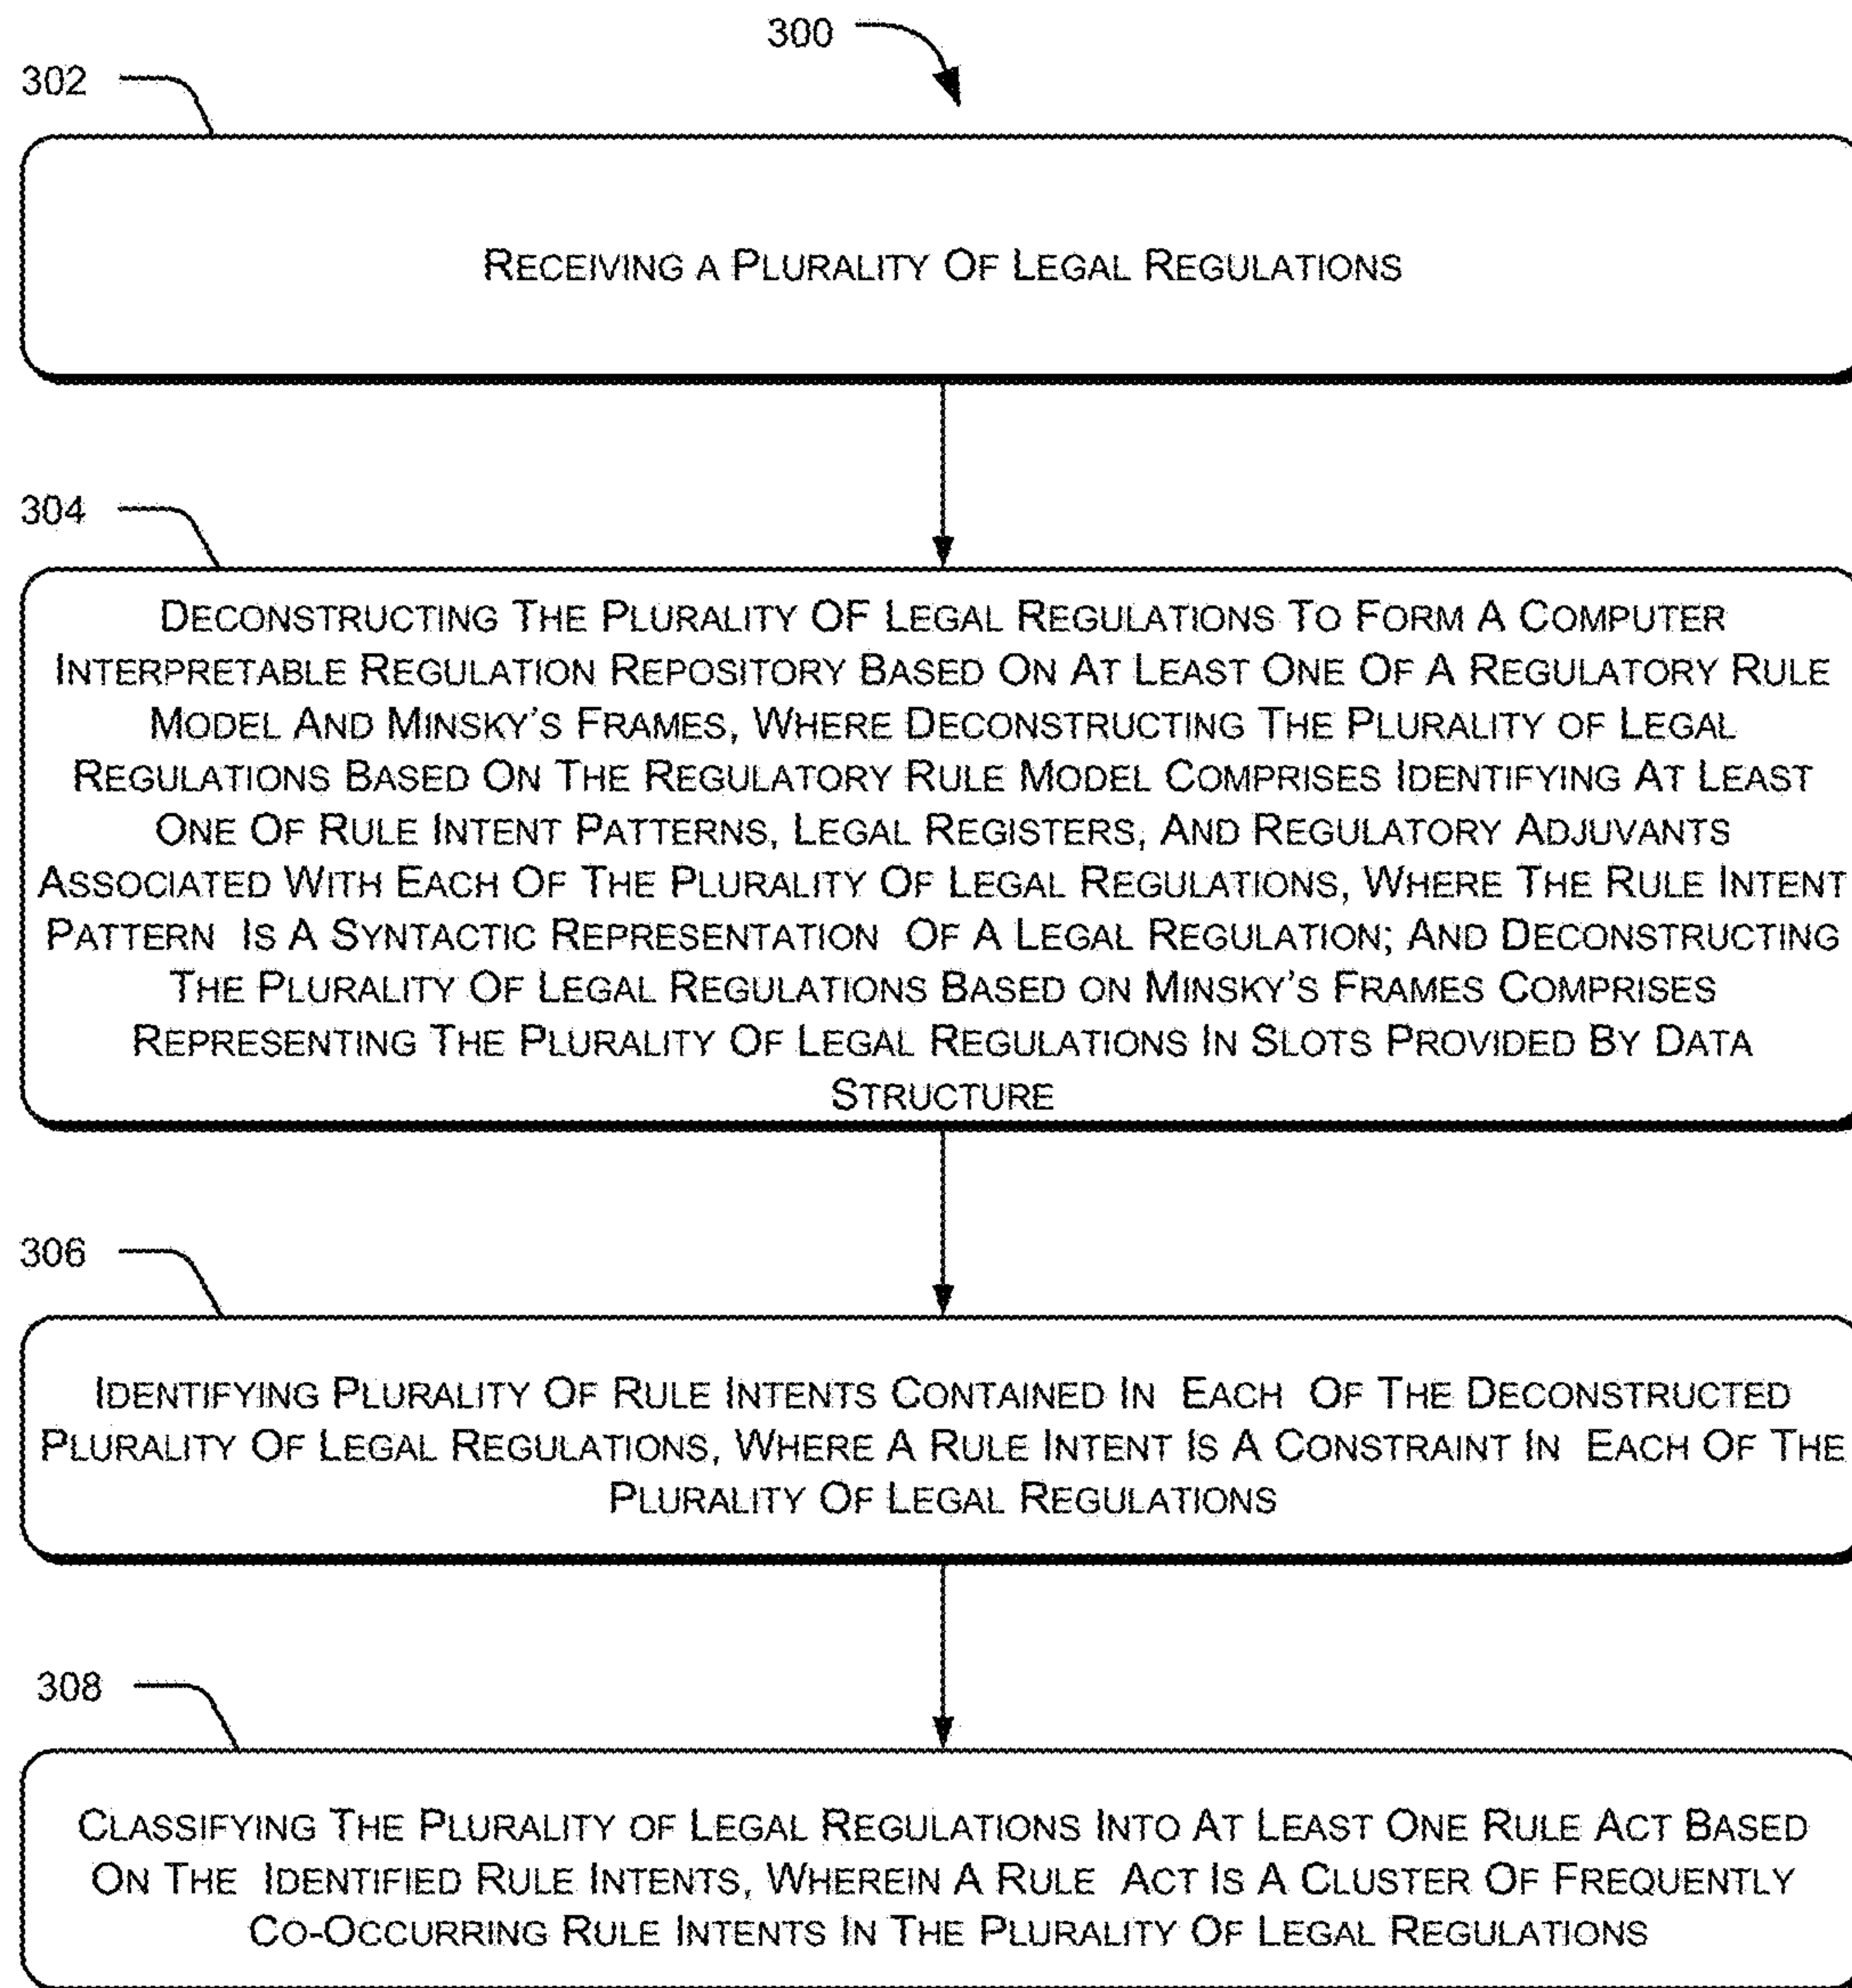 300
302
RECEIVING A PLURALITY OF LEGAL REGULATIONS
304
DECONSTRUCTING THE PLURALITY OF LEGAL REGULATIONS TO FORM A COMPUTER
INTERPRETABLE REGULATION REPOSITORY BASED ON AT LEAST ONE OF A REGULATORY RULE
MODEL AND MINSKY'S FRAMES, WHERE DECONSTRUCTING THE PLURALITY OF LEGAL
REGULATIONS BASED ON THE REGULATORY RULE MODEL COMPRISES IDENTIFYING AT LEAST
ONE OF RULE INTENT PATTERNS, LEGAL REGISTERS, AND REGULATORY ADJUVANTS
ASSOCIATED WITH EACH OF THE PLURALITY OF LEGAL REGULATIONS, WHERE THE RULE INTENT
PATTERN IS A SYNTACTIC REPRESENTATION OF A LEGAL REGULATION; AND DECONSTRUCTING
THE PLURALITY OF LEGAL REGULATIONS BASED ON MINSKY'S FRAMES COMPRISES
REPRESENTING THE PLURALITY OF LEGAL REGULATIONS IN SLOTS PROVIDED BY DATA
STRUCTURE
306
IDENTIFYING PLURALITY OF RULE INTENTS CONTAINED IN EACH OF THE DECONSTRUCTED
PLURALITY OF LEGAL REGULATIONS, WHERE A RULE INTENT IS A CONSTRAINT IN EACH OF THE
PLURALITY OF LEGAL REGULATIONS
308
CLASSIFYING THE PLURALITY OF LEGAL REGULATIONS INTO AT LEAST ONE RULE ACT BASED
ON THE IDENTIFIED RULE INTENTS, WHEREIN A RULE ACT IS A CLUSTER OF FREQUENTLY
CO-OCCURRING RULE INTENTS IN THE PLURALITY OF LEGAL REGULATIONS